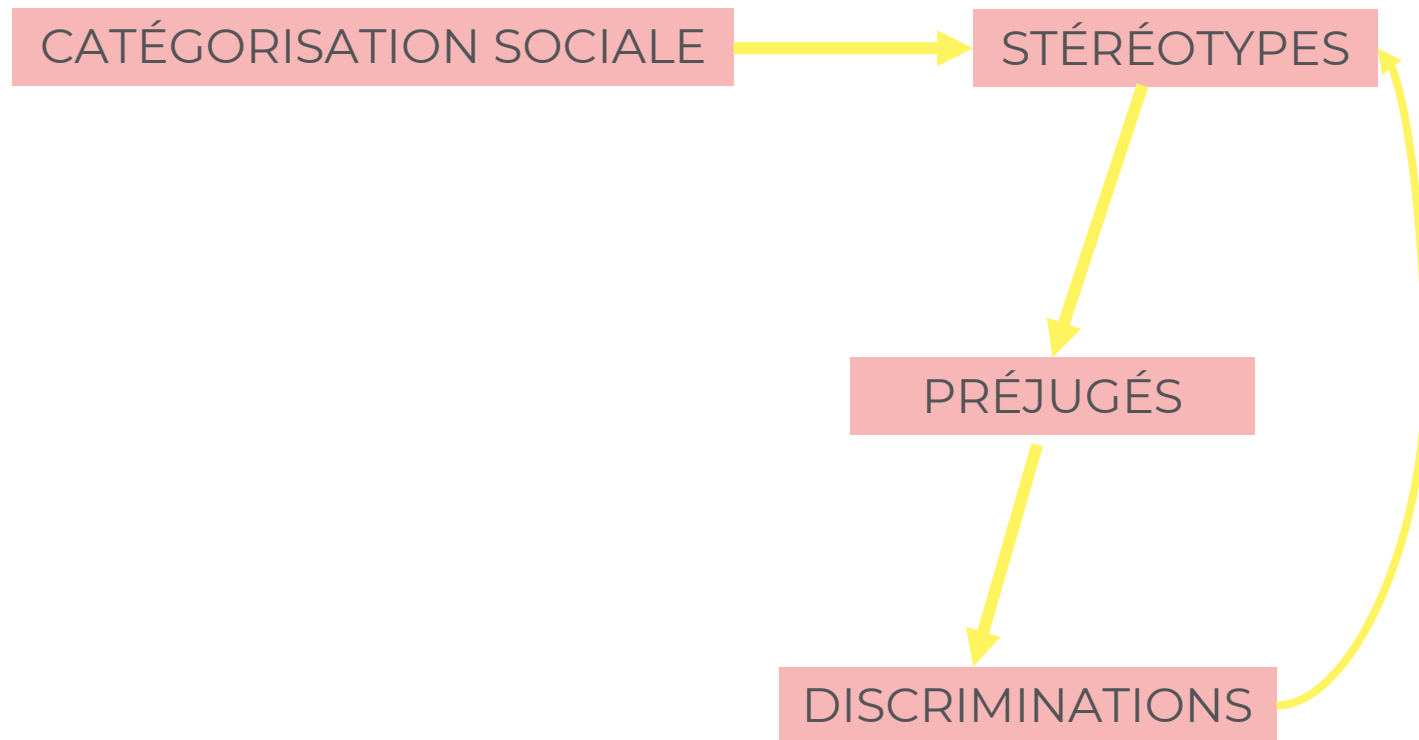 CATÉGORISATION SOCIALE
STÉRÉOTYPES
PRÉJUGÉS
DISCRIMINATIONS